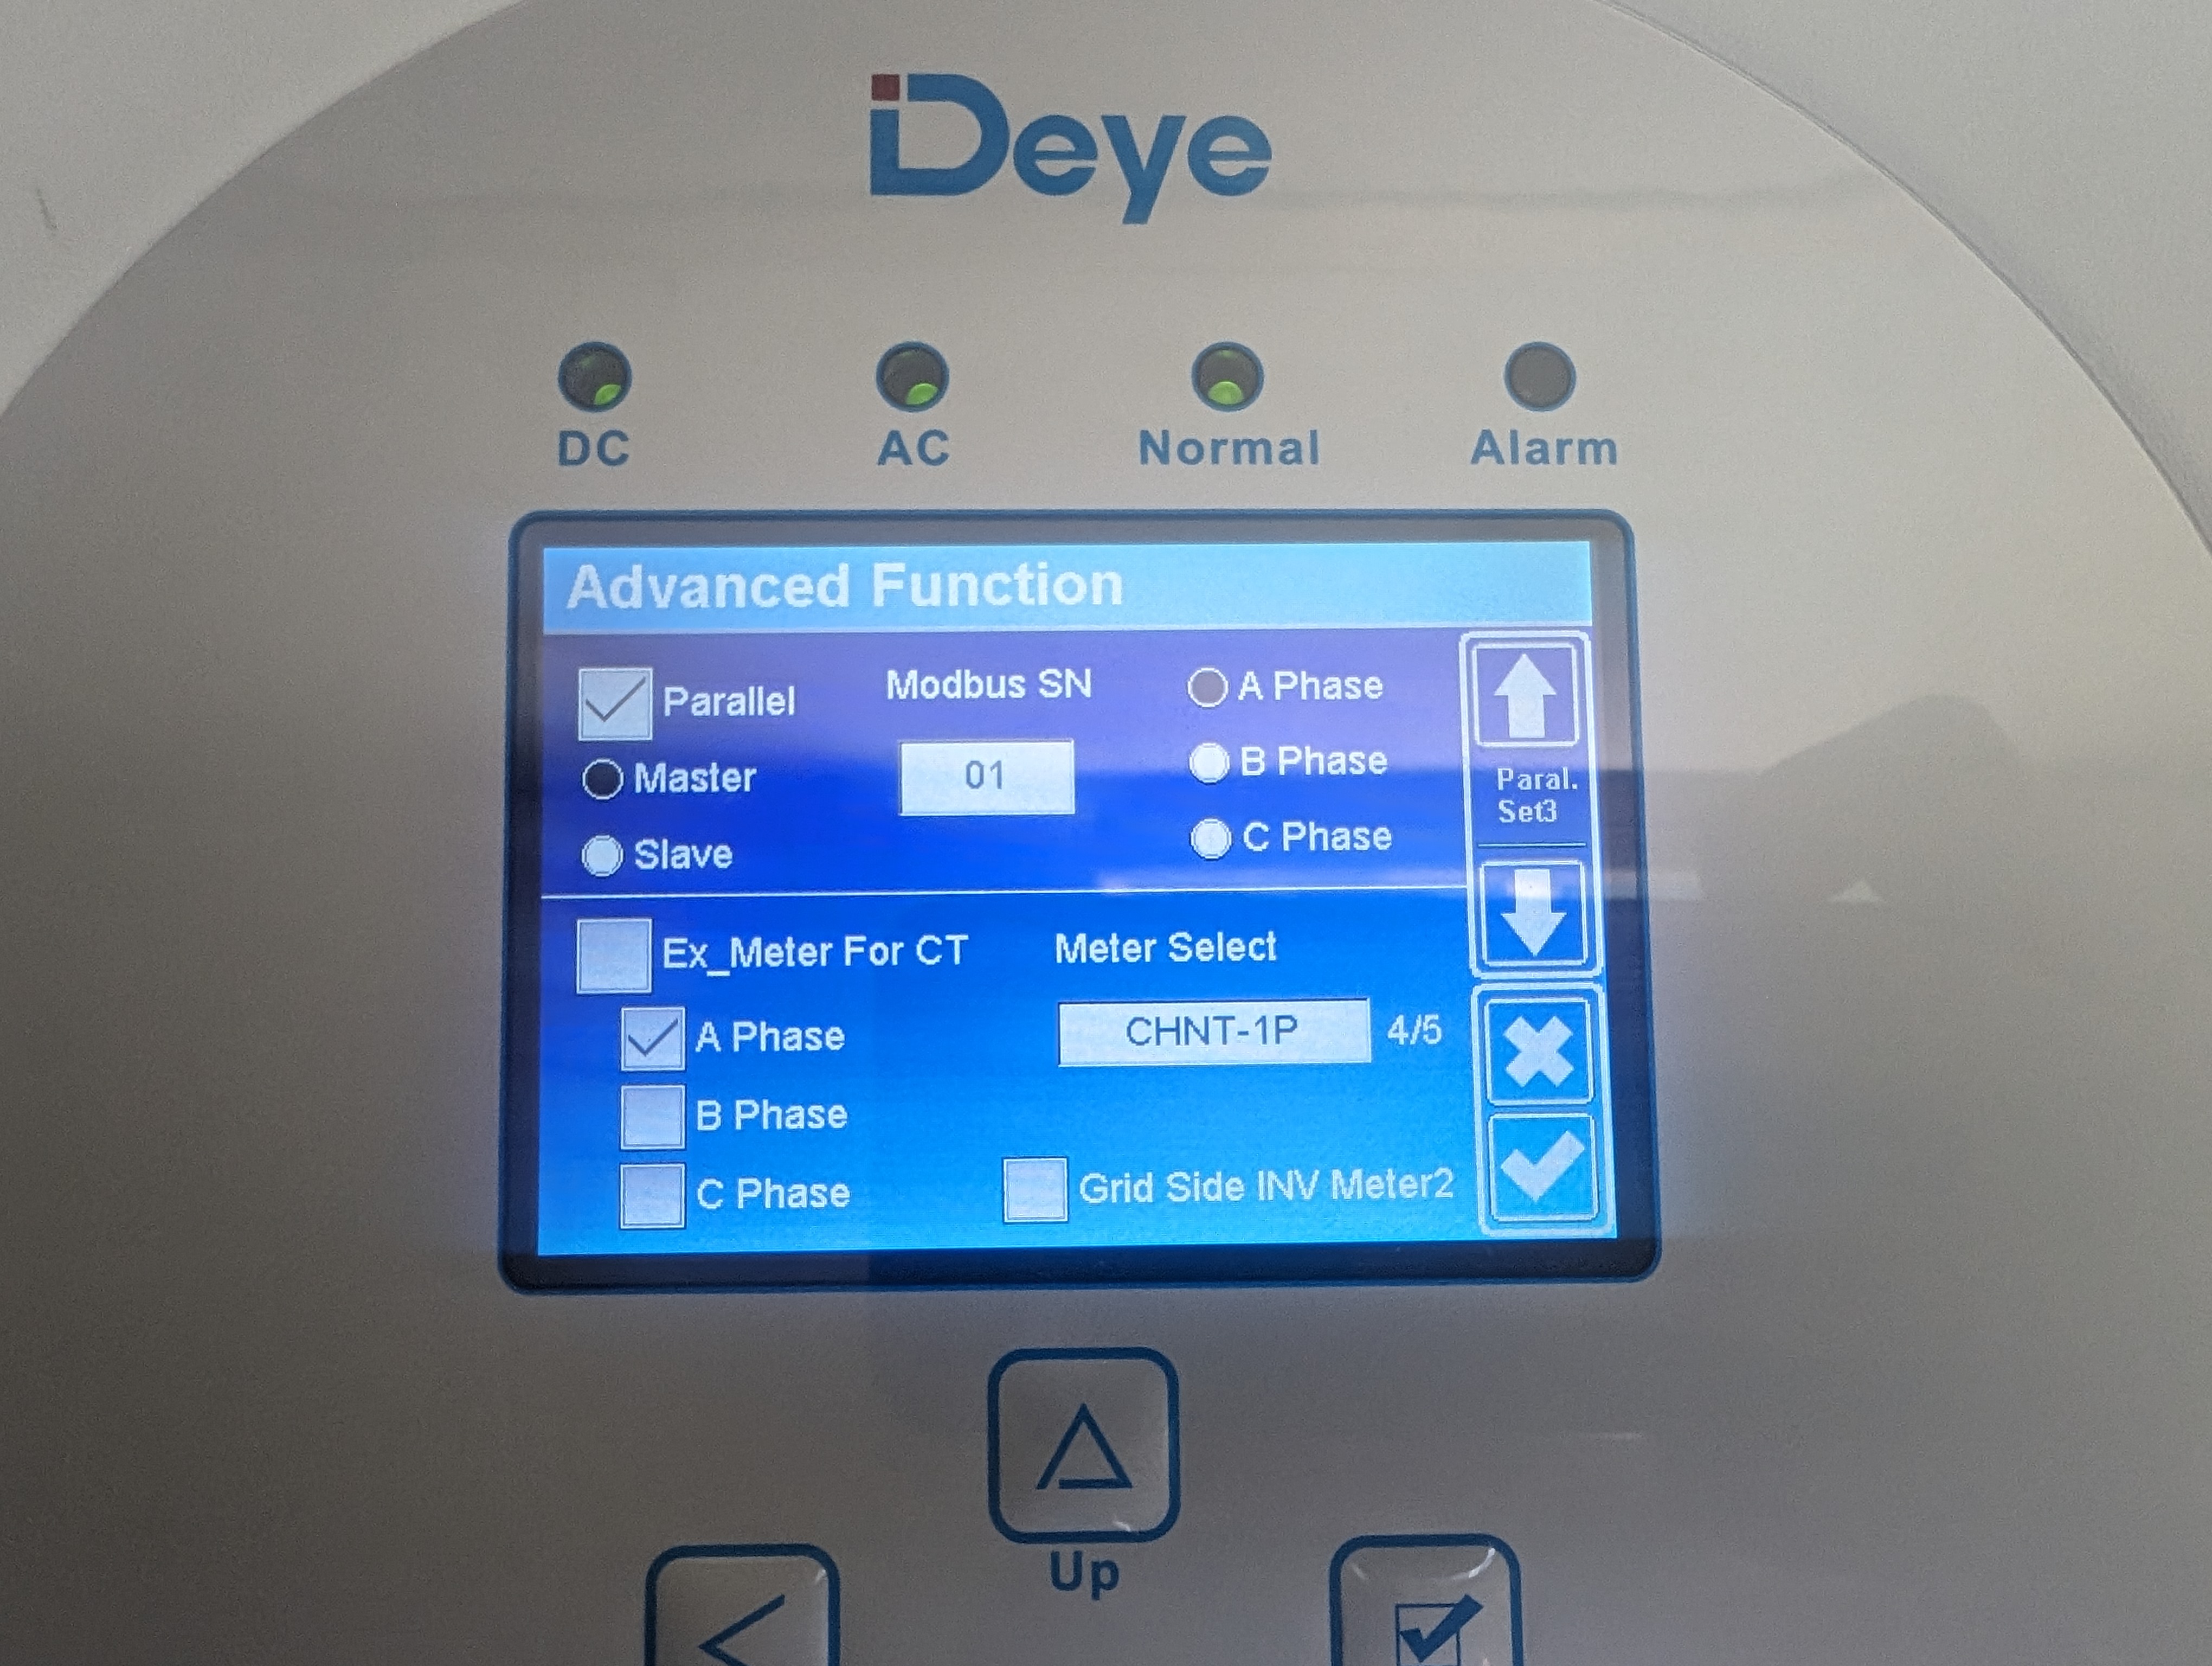 Deye
DC AC Normal Alarm
Advanced Function
Parallel Modbus SN A Phase
Master 01 B Phase
Slave C Phase
Paral.
Set3
Ex_Meter For CT Meter Select
A Phase CHNT-1P 4/5
B Phase
C Phase Grid Side INV Meter2
Up